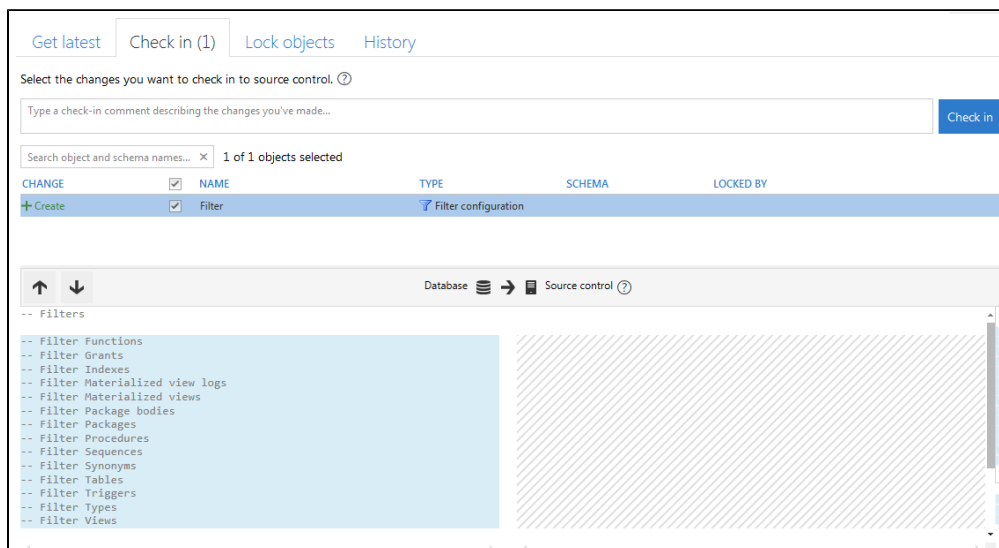 Get latest Check in (1) Lock objects History
Select the changes you want to check in to source control. ?
Type a check-in comment describing the changes you've made...
Check in
Search object and schema names... × 1 of 1 objects selected
CHANGE NAME TYPE SCHEMA LOCKED BY
+ Create Filter Filter configuration
Database Source control ?
-- Filters
-- Filter Functions
-- Filter Grants
-- Filter Indexes
-- Filter Materialized view logs
-- Filter Materialized views
-- Filter Package bodies
-- Filter Packages
-- Filter Procedures
-- Filter Sequences
-- Filter Synonyms
-- Filter Tables
-- Filter Triggers
-- Filter Types
-- Filter Views